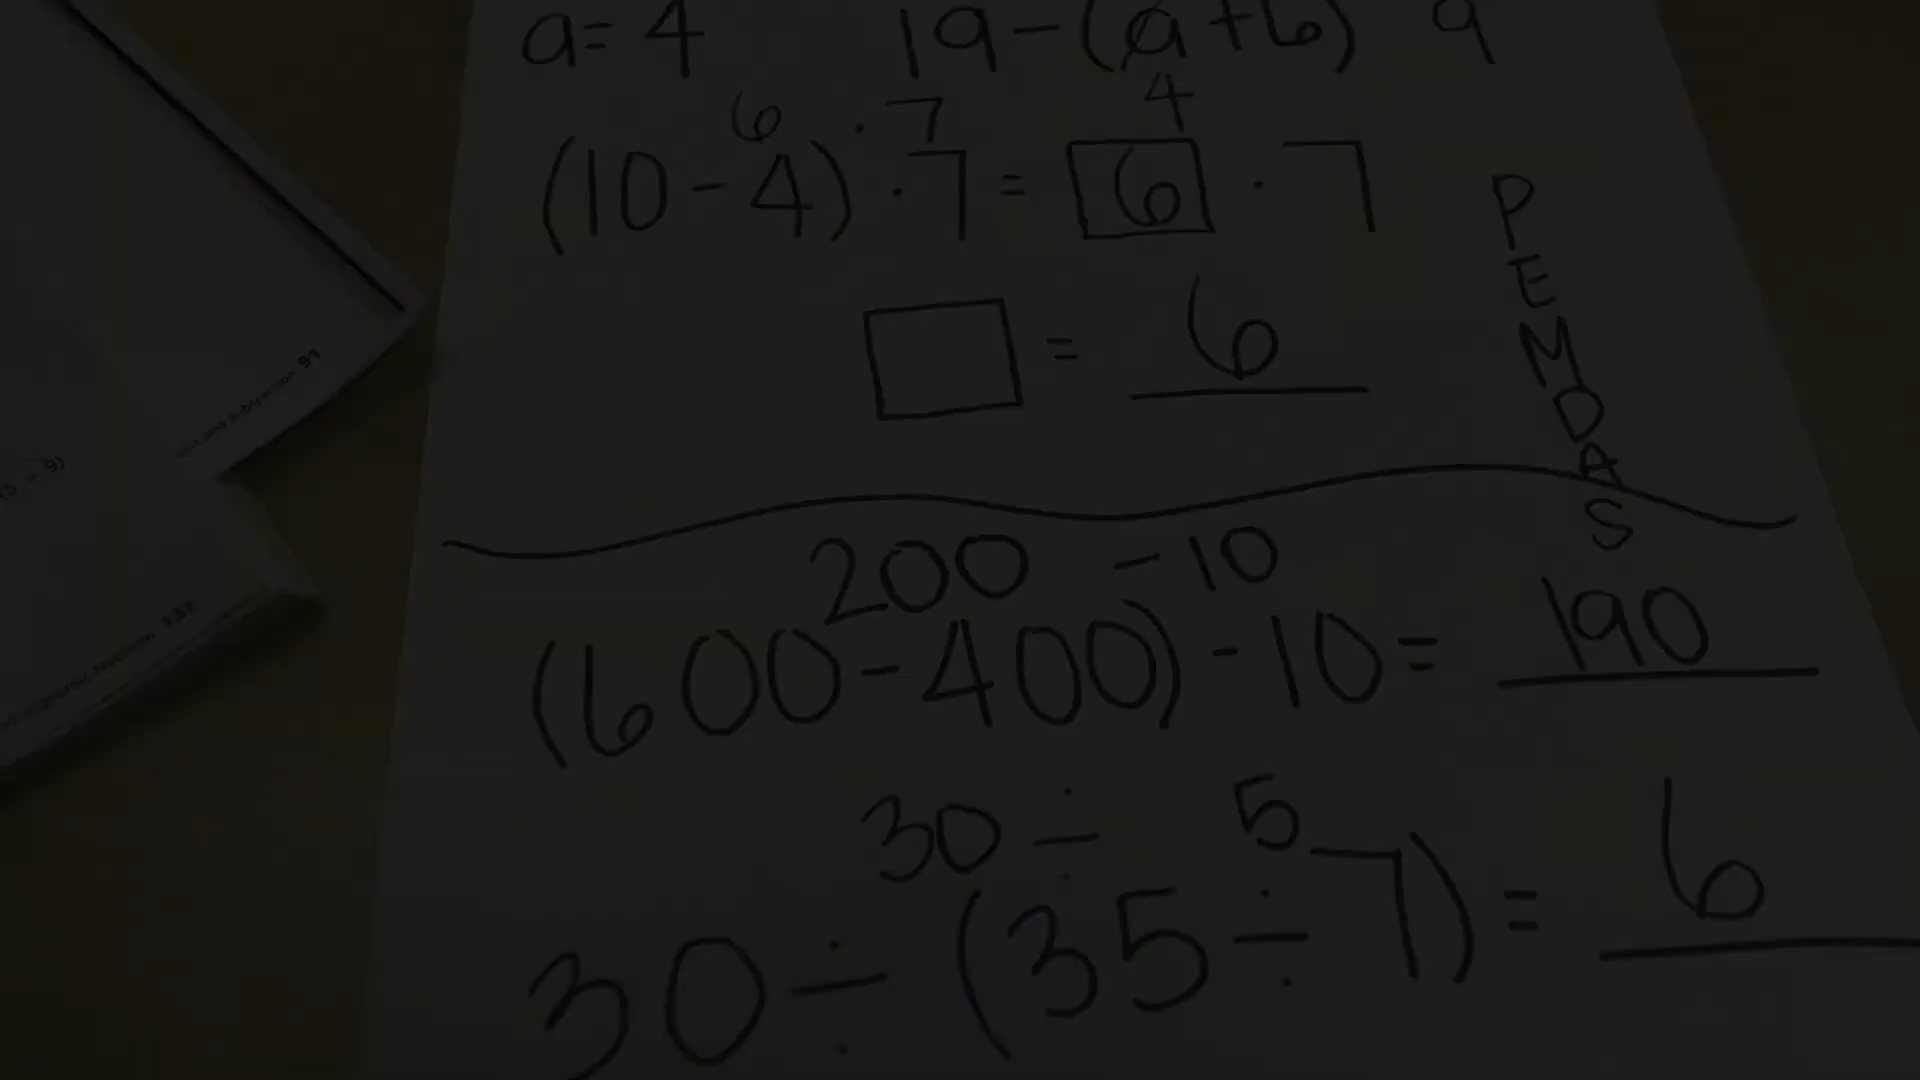 a = 4 19 - (a + 6) 9
4
6 · 7
(10 - 4) · 7 = 6 · 7
= 6
P
E
M
D
A
S
200 - 10
(600 - 400) - 10 = 190
30 ÷ 5
30 ÷ (35 ÷ 7) = 6